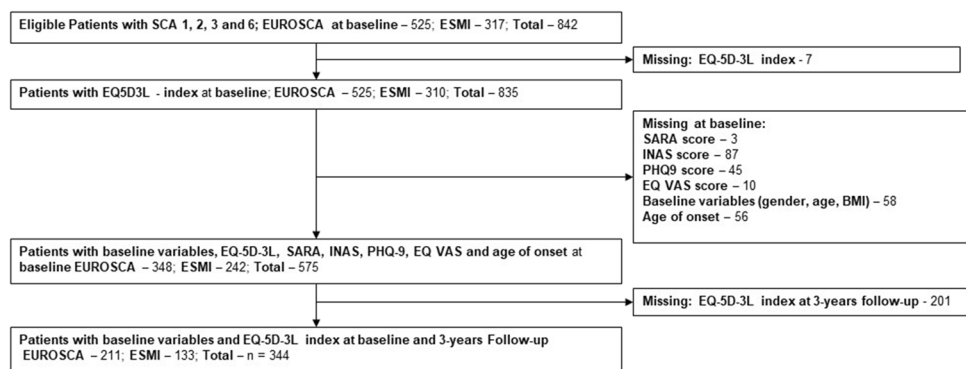 Eligible Patients with SCA 1, 2, 3 and 6; EUROSCA at baseline – 525; ESMI – 317; Total – 842
Missing: EQ-5D-3L index - 7
Patients with EQ5D3L - index at baseline; EUROSCA – 525; ESMI – 310; Total – 835
Missing at baseline:
SARA score – 3
INAS score – 87
PHQ9 score – 45
EQ VAS score – 10
Baseline variables (gender, age, BMI) – 58
Age of onset – 56
Patients with baseline variables, EQ-5D-3L, SARA, INAS, PHQ-9, EQ VAS and age of onset at
baseline EUROSCA – 348; ESMI – 242; Total – 575
Missing: EQ-5D-3L index at 3-years follow-up - 201
Patients with baseline variables and EQ-5D-3L index at baseline and 3-years Follow-up
EUROSCA – 211; ESMI – 133; Total – n = 344